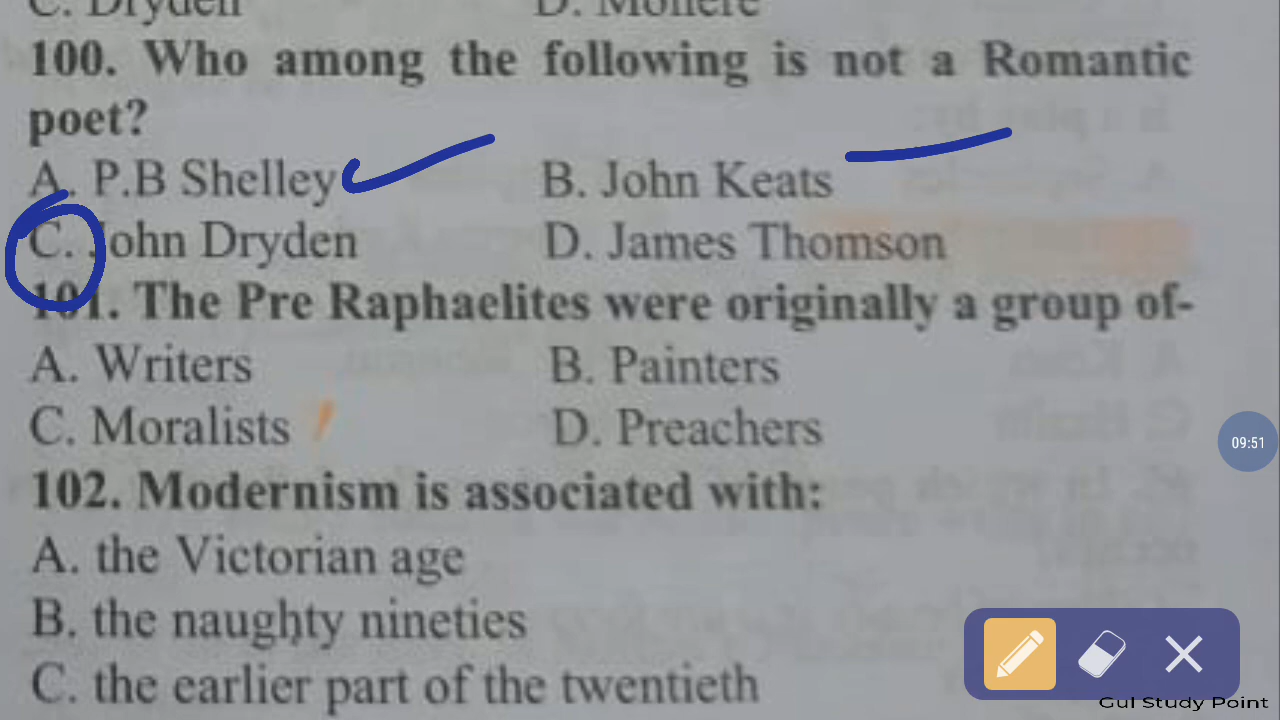 C. Dryden D. Moliere
100. Who among the following is not a Romantic
poet?
A. P.B Shelley B. John Keats
C. John Dryden D. James Thomson
101. The Pre Raphaelites were originally a group of-
A. Writers B. Painters
C. Moralists D. Preachers
102. Modernism is associated with:
A. the Victorian age
B. the naughty nineties
C. the earlier part of the twentieth
09:51
Gul Study Point